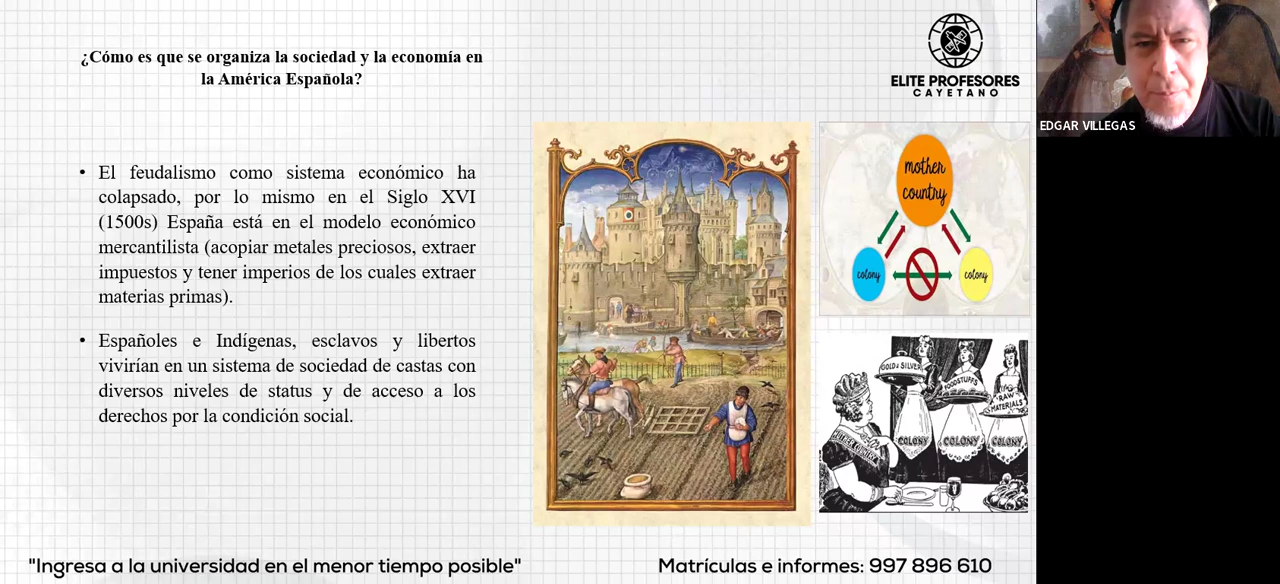 ¿Cómo es que se organiza la sociedad y la economía en
la América Española?
ELITE PROFESORES
CAYETANO
EDGAR VILLEGAS
• El feudalismo como sistema económico ha
colapsado, por lo mismo en el Siglo XVI
(1500s) España está en el modelo económico
mercantilista (acopiar metales preciosos, extraer
impuestos y tener imperios de los cuales extraer
materias primas).
• Españoles e Indígenas, esclavos y libertos
vivirían en un sistema de sociedad de castas con
diversos niveles de status y de acceso a los
derechos por la condición social.
mother
country
colony
colony
GOLD & SILVER
FOODSTUFFS
RAW
MATERIALS
MOTHER COUNTRY
COLONY
COLONY
COLONY
"Ingresa a la universidad en el menor tiempo posible"
Matrículas e informes: 997 896 610